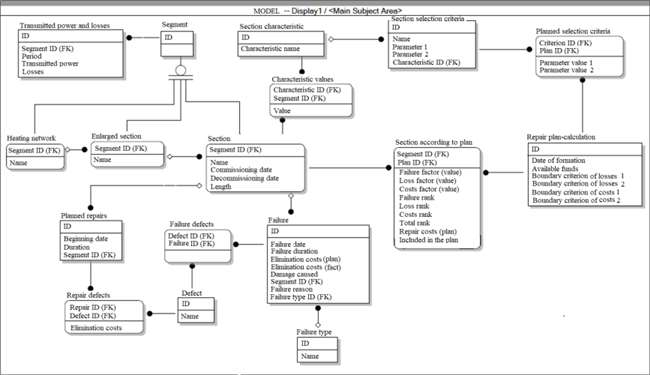 MODEL -- Display1 / <Main Subject Area>
Transmitted power and losses
ID
Segment ID (FK)
Period
Transmitted power
Losses
Segment
ID
Section characteristic
ID
Characteristic name
Section selection criteria
ID
Name
Parameter 1
Parameter 2
Characteristic ID (FK)
Planned selection criteria
Criterion ID (FK)
Plan ID (FK)
Parameter value 1
Parameter value 2
Characteristic values
Characteristic ID (FK)
Segment ID (FK)
Value
Heating network
Segment ID (FK)
Name
Enlarged section
Segment ID (FK)
Name
Section
Segment ID (FK)
Name
Commissioning date
Decommissioning date
Length
Section according to plan
Segment ID (FK)
Plan ID (FK)
Failure factor (value)
Loss factor (value)
Costs factor (value)
Failure rank
Loss rank
Costs rank
Total rank
Repair costs (plan)
Included in the plan
Repair plan-calculation
ID
Date of formation
Available funds
Boundary criterion of losses 1
Boundary criterion of losses 2
Boundary criterion of costs 1
Boundary criterion of costs 2
Planned repairs
ID
Beginning date
Duration
Segment ID (FK)
Failure defects
Defect ID (FK)
Failure ID (FK)
Failure
ID
Failure date
Failure duration
Elimination costs (plan)
Elimination costs (fact)
Damage caused
Segment ID (FK)
Failure reason
Failure type ID (FK)
Repair defects
Repair ID (FK)
Defect ID (FK)
Elimination costs
Defect
ID
Name
Failure type
ID
Name